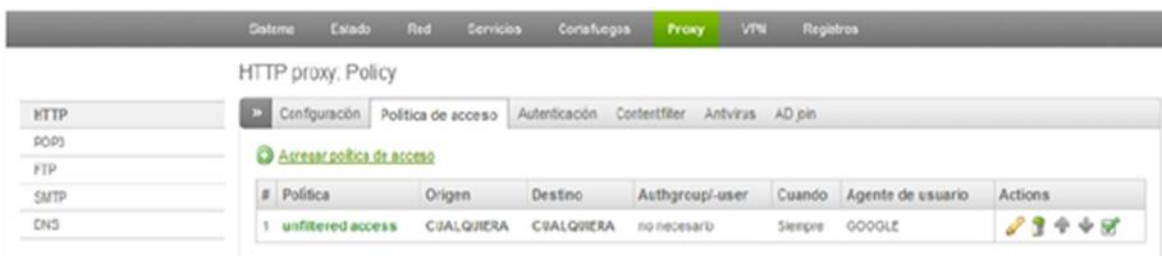 Sistema Estado Red Servicios Cortafuegos Proxy VPN Registros
HTTP proxy: Policy
HTTP
POP3
FTP
SMTP
DNS
» Configuración Política de acceso Autenticación Contentfilter Antivirus AD join
Agregar política de acceso
# Política Origen Destino Authgroup/-user Cuando Agente de usuario Actions
1 unfiltered access CUALQUIERA CUALQUIERA no necesario Siempre GOOGLE